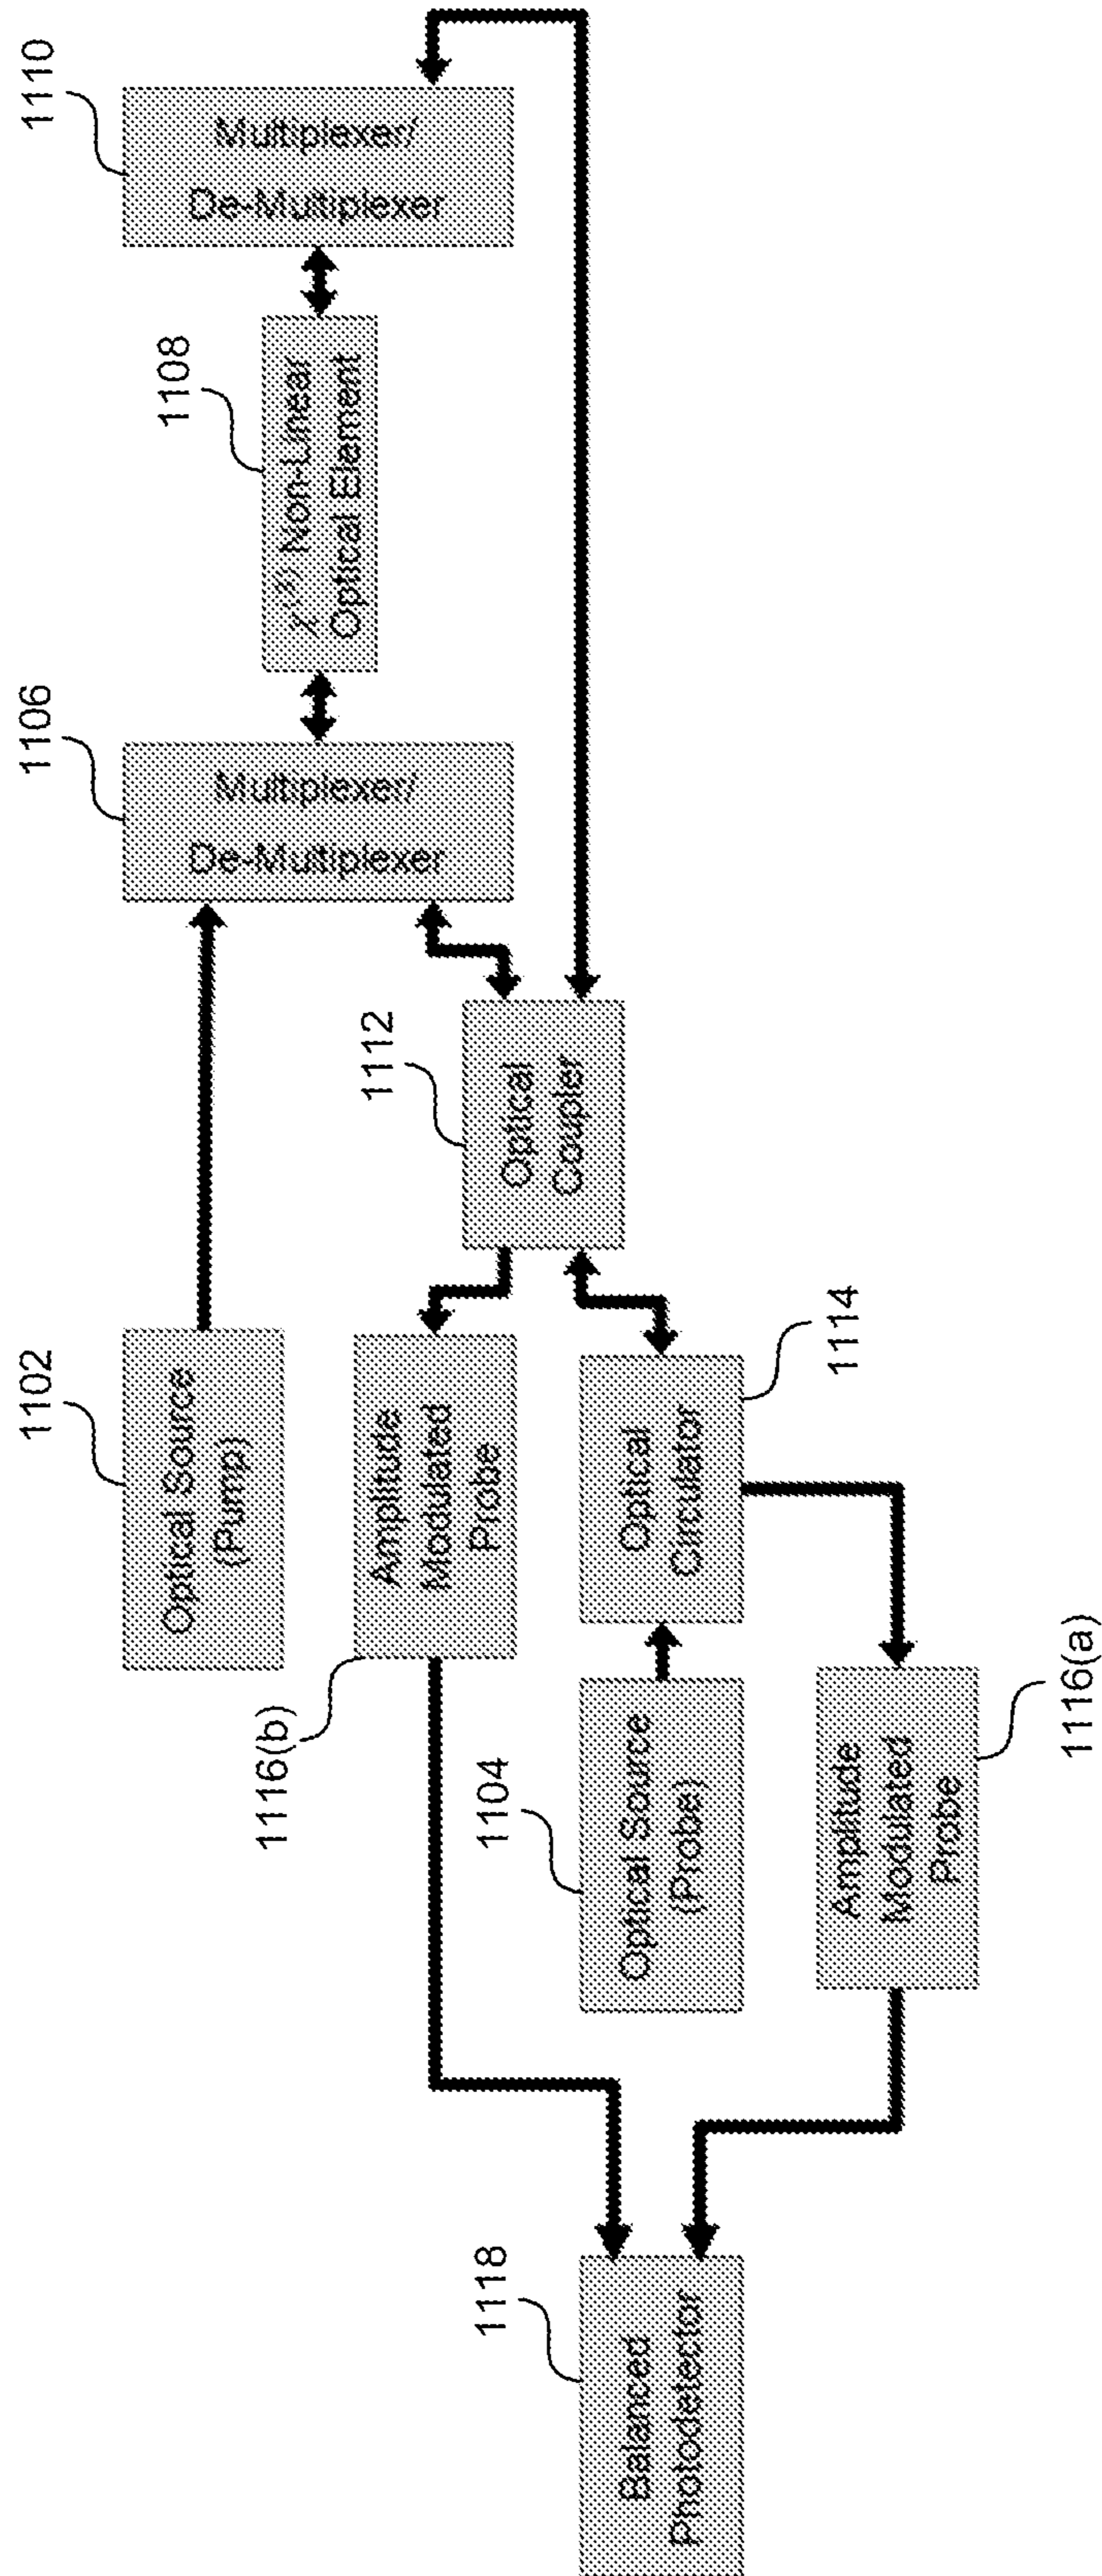 1102
Optical Source
(Pump)
1106
Multiplexer/
De-Multiplexer
1108
χ⁽³⁾ Non-Linear
Optical Element
1110
Multiplexer/
De-Multiplexer
1116(b)
Amplitude
Modulated
Probe
1112
Optical
Coupler
1118
Balanced
Photodetector
1104
Optical Source
(Probe)
Optical
Circulator
1114
Amplitude
Modulated
Probe
1116(a)